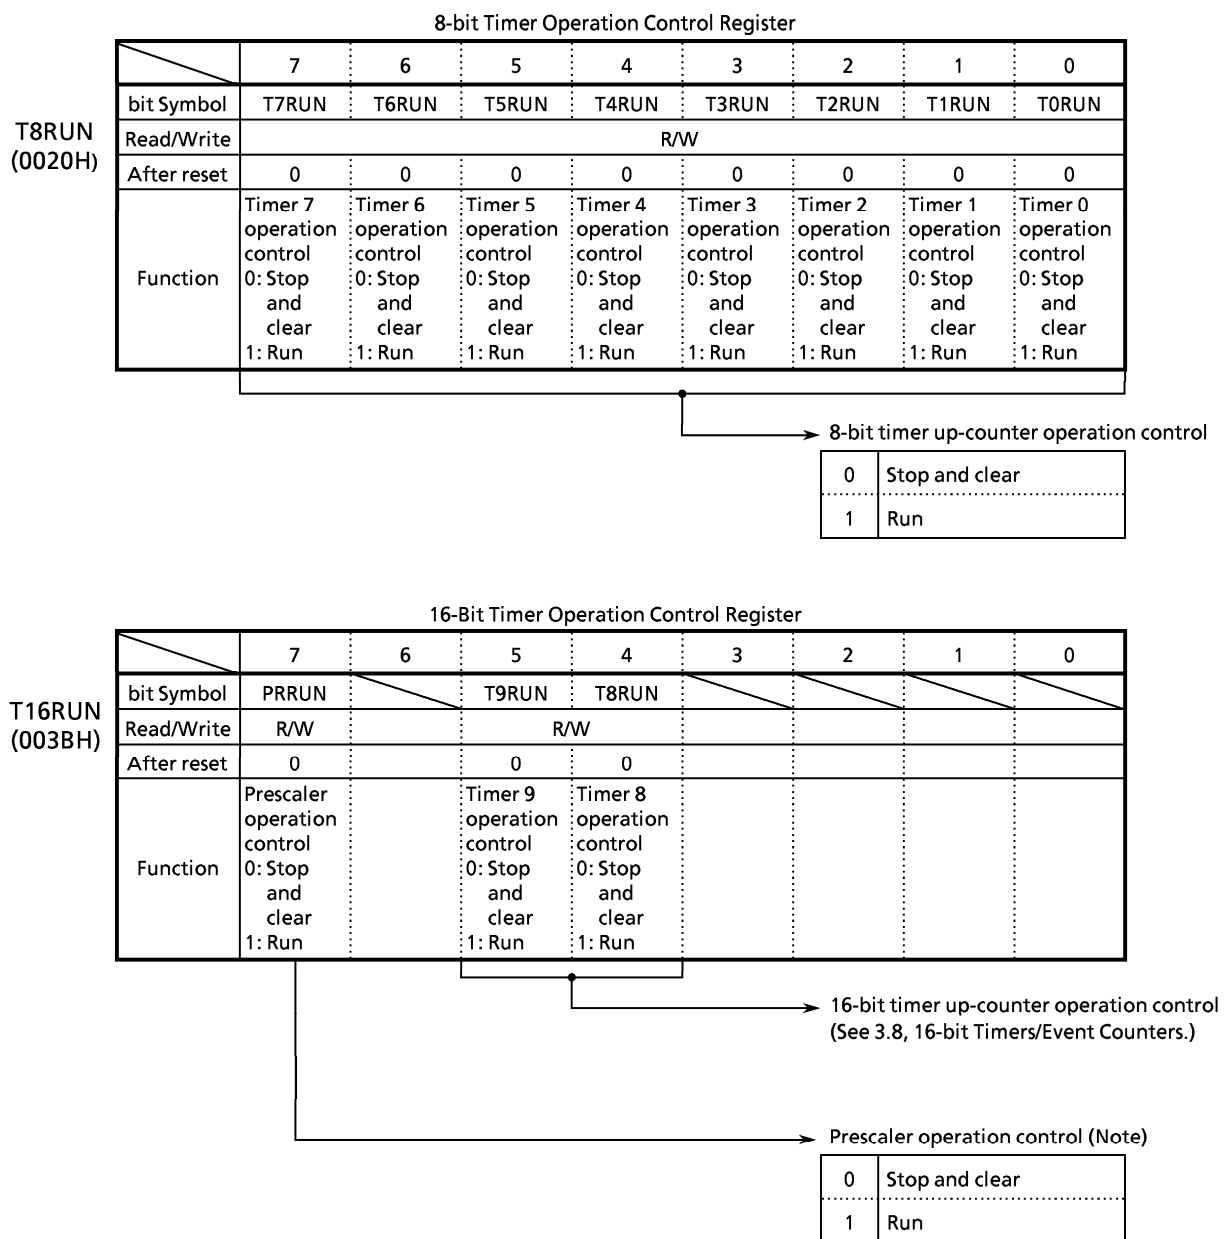 8-bit Timer Operation Control Register
7 6 5 4 3 2 1 0
bit Symbol T7RUN T6RUN T5RUN T4RUN T3RUN T2RUN T1RUN T0RUN
T8RUN
(0020H)
Read/Write R/W
After reset 0 0 0 0 0 0 0 0
Timer 7 Timer 6 Timer 5 Timer 4 Timer 3 Timer 2 Timer 1 Timer 0
operation operation operation operation operation operation operation operation
control control control control control control control control
Function 0: Stop 0: Stop 0: Stop 0: Stop 0: Stop 0: Stop 0: Stop 0: Stop
and and and and and and and and
clear clear clear clear clear clear clear clear
1: Run 1: Run 1: Run 1: Run 1: Run 1: Run 1: Run 1: Run
8-bit timer up-counter operation control
0 Stop and clear
1 Run
16-Bit Timer Operation Control Register
7 6 5 4 3 2 1 0
bit Symbol PRRUN T9RUN T8RUN
T16RUN
(003BH)
Read/Write R/W R/W
After reset 0 0 0
Prescaler Timer 9 Timer 8
operation operation operation
control control control
Function 0: Stop 0: Stop 0: Stop
and and and
clear clear clear
1: Run 1: Run 1: Run
16-bit timer up-counter operation control
(See 3.8, 16-bit Timers/Event Counters.)
Prescaler operation control (Note)
0 Stop and clear
1 Run